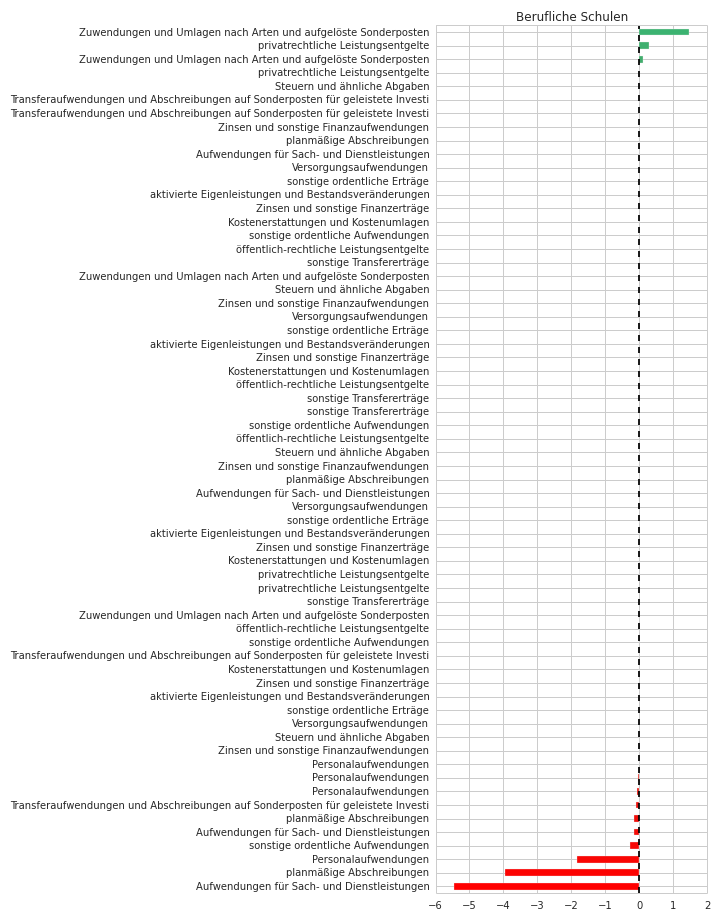 Berufliche Schulen
Zuwendungen und Umlagen nach Arten und aufgelöste Sonderposten
privatrechtliche Leistungsentgelte
Zuwendungen und Umlagen nach Arten und aufgelöste Sonderposten
privatrechtliche Leistungsentgelte
Steuern und ähnliche Abgaben
Transferaufwendungen und Abschreibungen auf Sonderposten für geleistete Investi
Transferaufwendungen und Abschreibungen auf Sonderposten für geleistete Investi
Zinsen und sonstige Finanzaufwendungen
planmäßige Abschreibungen
Aufwendungen für Sach- und Dienstleistungen
Versorgungsaufwendungen
sonstige ordentliche Erträge
aktivierte Eigenleistungen und Bestandsveränderungen
Zinsen und sonstige Finanzerträge
Kostenerstattungen und Kostenumlagen
sonstige ordentliche Aufwendungen
öffentlich-rechtliche Leistungsentgelte
sonstige Transfererträge
Zuwendungen und Umlagen nach Arten und aufgelöste Sonderposten
Steuern und ähnliche Abgaben
Zinsen und sonstige Finanzaufwendungen
Versorgungsaufwendungen
sonstige ordentliche Erträge
aktivierte Eigenleistungen und Bestandsveränderungen
Zinsen und sonstige Finanzerträge
Kostenerstattungen und Kostenumlagen
öffentlich-rechtliche Leistungsentgelte
sonstige Transfererträge
sonstige Transfererträge
sonstige ordentliche Aufwendungen
öffentlich-rechtliche Leistungsentgelte
Steuern und ähnliche Abgaben
Zinsen und sonstige Finanzaufwendungen
planmäßige Abschreibungen
Aufwendungen für Sach- und Dienstleistungen
Versorgungsaufwendungen
sonstige ordentliche Erträge
aktivierte Eigenleistungen und Bestandsveränderungen
Zinsen und sonstige Finanzerträge
Kostenerstattungen und Kostenumlagen
privatrechtliche Leistungsentgelte
privatrechtliche Leistungsentgelte
sonstige Transfererträge
Zuwendungen und Umlagen nach Arten und aufgelöste Sonderposten
öffentlich-rechtliche Leistungsentgelte
sonstige ordentliche Aufwendungen
Transferaufwendungen und Abschreibungen auf Sonderposten für geleistete Investi
Kostenerstattungen und Kostenumlagen
Zinsen und sonstige Finanzerträge
aktivierte Eigenleistungen und Bestandsveränderungen
sonstige ordentliche Erträge
Versorgungsaufwendungen
Steuern und ähnliche Abgaben
Zinsen und sonstige Finanzaufwendungen
Personalaufwendungen
Personalaufwendungen
Personalaufwendungen
Transferaufwendungen und Abschreibungen auf Sonderposten für geleistete Investi
planmäßige Abschreibungen
Aufwendungen für Sach- und Dienstleistungen
sonstige ordentliche Aufwendungen
Personalaufwendungen
planmäßige Abschreibungen
Aufwendungen für Sach- und Dienstleistungen
−6 −5 −4 −3 −2 −1 0 1 2